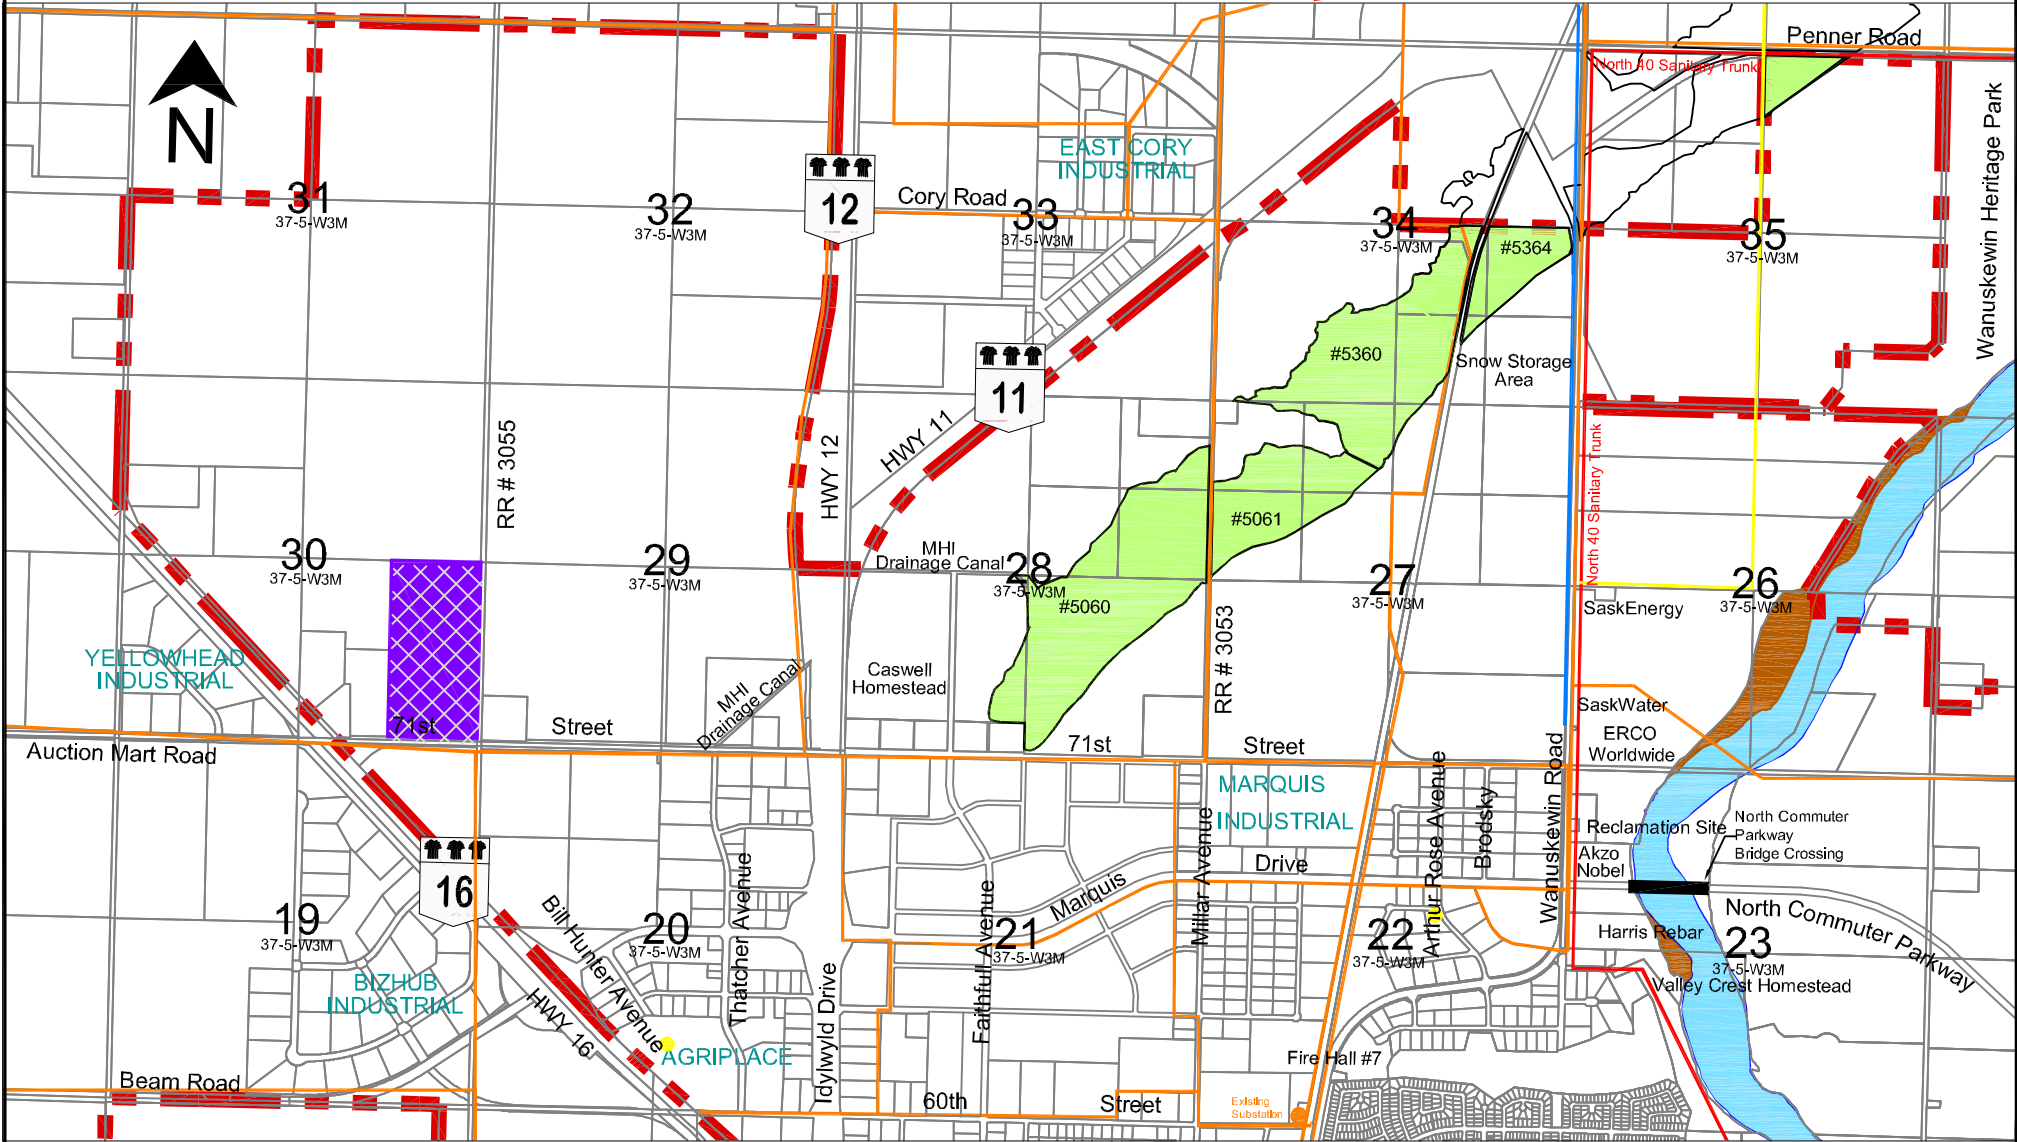 Penner Road
North 40 Sanitary Trunk
N
Wanuskewin Heritage Park
EAST CORY
INDUSTRIAL
12
Cory Road
31
37-5-W3M
32
37-5-W3M
33
37-5-W3M
34
37-5-W3M
35
37-5-W3M
#5364
#5360
Snow Storage
Area
11
HWY 11
HWY 12
RR # 3055
North 40 Sanitary Trunk
#5061
MHI
Drainage Canal
30
37-5-W3M
29
37-5-W3M
28
37-5-W3M
27
37-5-W3M
26
37-5-W3M
#5060
SaskEnergy
RR # 3053
YELLOWHEAD
INDUSTRIAL
MHI
Drainage Canal
Caswell
Homestead
SaskWater
ERCO
Worldwide
71st
Street
71st
Street
Auction Mart Road
MARQUIS
INDUSTRIAL
Arthur Rose Avenue
Brodsky
Wanuskewin Road
Reclamation Site
North Commuter
Parkway
Bridge Crossing
Akzo
Nobel
16
Drive
Marquis
Millar Avenue
Thatcher Avenue
Faithfull Avenue
Bill Hunter Avenue
North Commuter Parkway
Harris Rebar
19
37-5-W3M
20
37-5-W3M
21
37-5-W3M
22
37-5-W3M
23
37-5-W3M
Valley Crest Homestead
BIZHUB
INDUSTRIAL
HWY 16
Idylwyld Drive
AGRIPLACE
Fire Hall #7
Beam Road
60th
Street
Existing
Substation